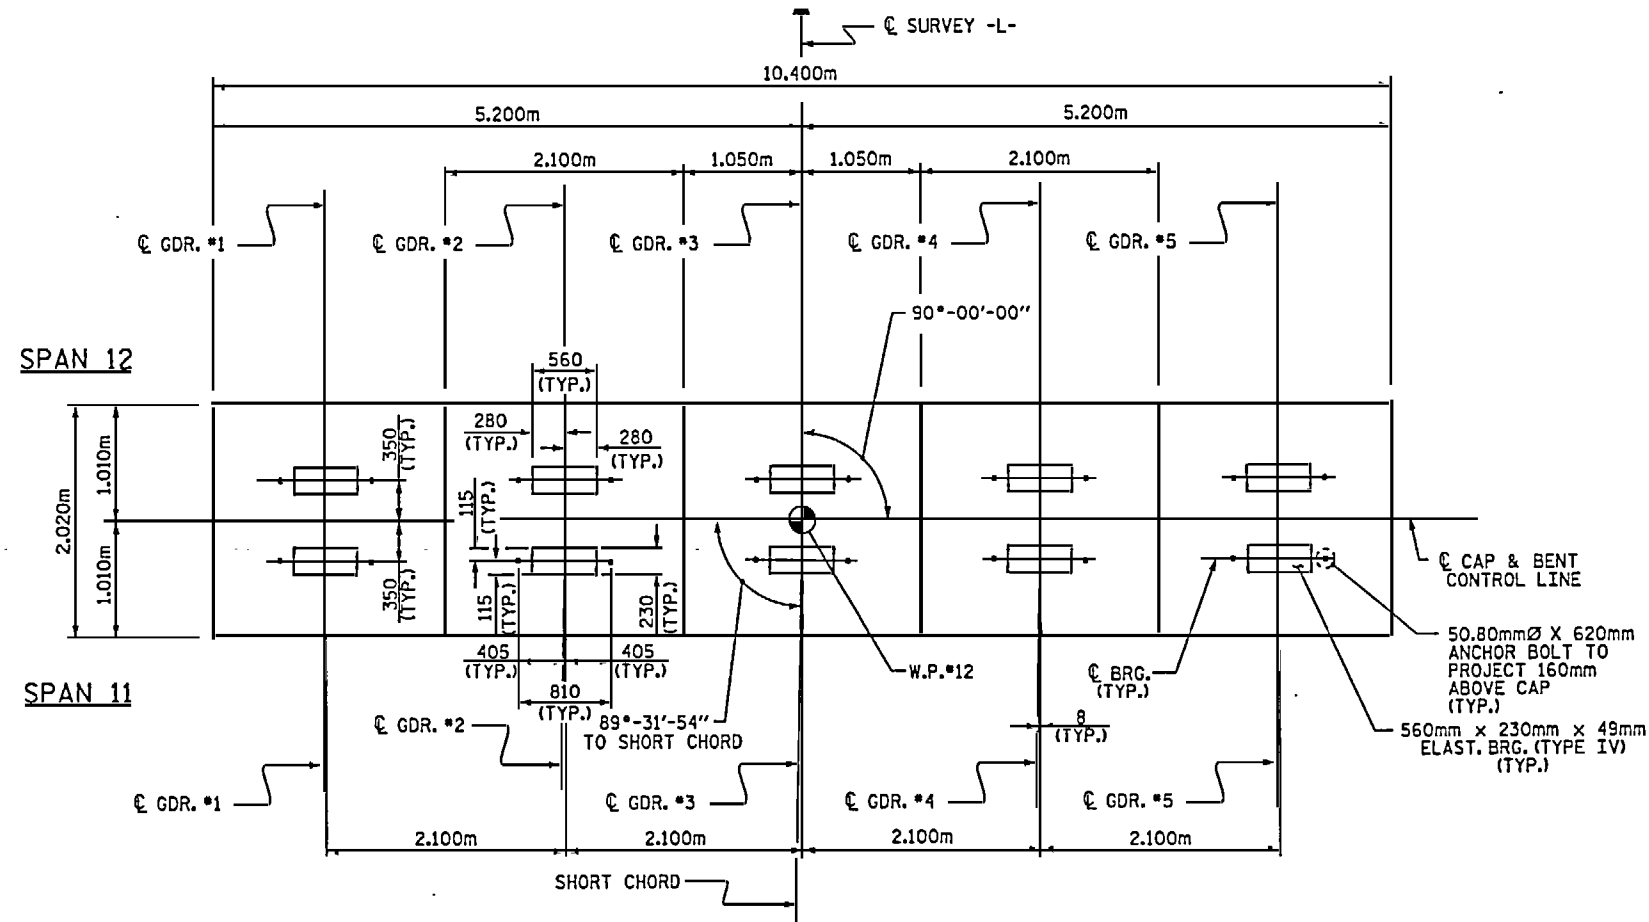 ℄ SURVEY -L-
10.400m
5.200m
5.200m
2.100m
1.050m
1.050m
2.100m
℄ GDR. #1
℄ GDR. #2
℄ GDR. #3
℄ GDR. #4
℄ GDR. #5
90°-00'-00"
SPAN 12
560
(TYP.)
280
(TYP.)
280
(TYP.)
350
(TYP.)
1.010m
2.020m
115
(TYP.)
1.010m
350
(TYP.)
115
(TYP.)
230
(TYP.)
℄ CAP & BENT
CONTROL LINE
405
(TYP.)
405
(TYP.)
810
(TYP.)
W.P.#12
℄ BRG.
(TYP.)
50.80mmØ X 620mm
ANCHOR BOLT TO
PROJECT 160mm
ABOVE CAP
(TYP.)
SPAN 11
℄ GDR. #2
89°-31'-54"
TO SHORT CHORD
8
(TYP.)
560mm x 230mm x 49mm
ELAST. BRG. (TYPE IV)
(TYP.)
℄ GDR. #1
℄ GDR. #3
℄ GDR. #4
℄ GDR. #5
2.100m
2.100m
2.100m
2.100m
SHORT CHORD